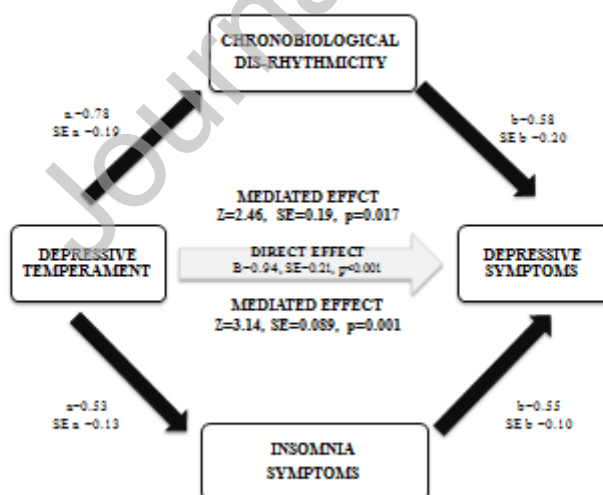 Journa
CHRONOBIOLOGICAL
DIS-RHYTHMICITY
a=0.78
SE a =0.19
b=0.58
SE b =0.20
MEDIATED EFFCT
Z=2.46, SE=0.19, p=0.017
DEPRESSIVE
TEMPERAMENT
DIRECT EFFECT
B=0.94, SE=0.21, p<0.001
DEPRESSIVE
SYMPTOMS
MEDIATED EFFECT
Z=3.14, SE=0.089, p=0.001
a=0.53
SE a =0.13
b=0.55
SE b =0.10
INSOMNIA
SYMPTOMS